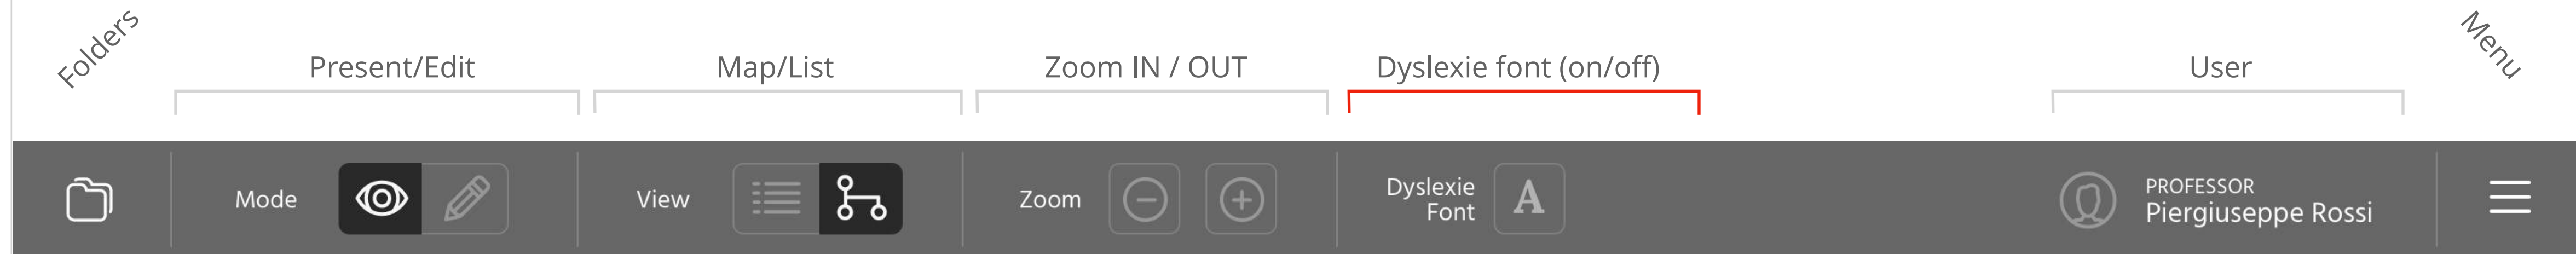 Folders
Present/Edit
Map/List
Zoom IN / OUT
Dyslexie font (on/off)
User
Menu
Mode
View
Zoom
Dyslexie
Font
A
PROFESSOR
Piergiuseppe Rossi